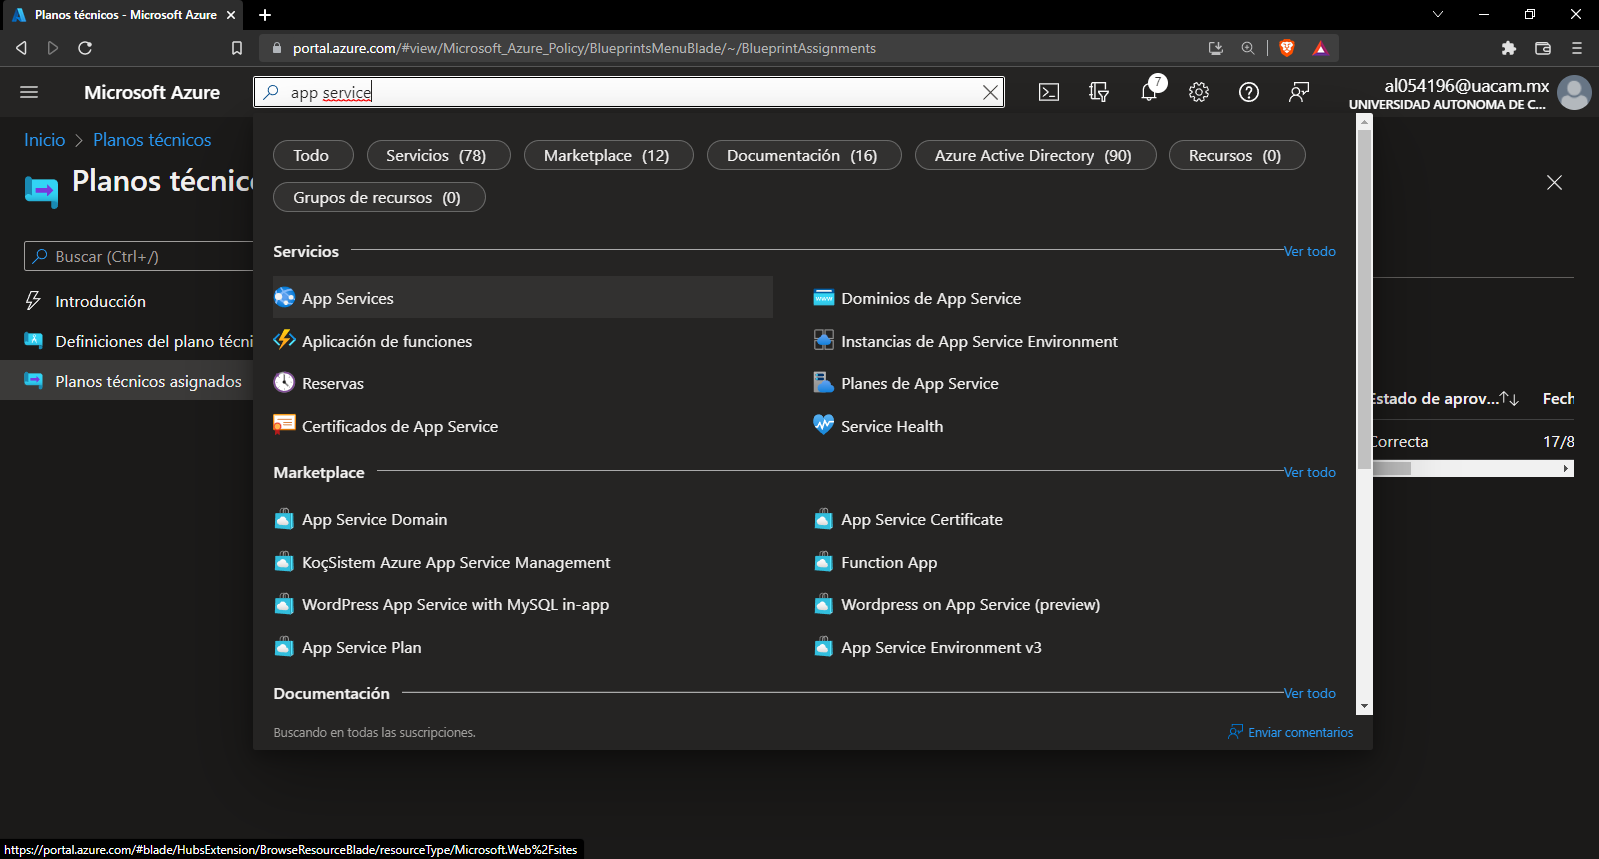 Planos técnicos - Microsoft Azure
portal.azure.com/#view/Microsoft_Azure_Policy/BlueprintsMenuBlade/~/BlueprintAssignments
Microsoft Azure
app service
7
al054196@uacam.mx
UNIVERSIDAD AUTONOMA DE C...
Inicio > Planos técnicos
Planos técnic
Buscar (Ctrl+/)
Introducción
Definiciones del plano técni
Planos técnicos asignados
Todo
Servicios (78)
Marketplace (12)
Documentación (16)
Azure Active Directory (90)
Recursos (0)
Grupos de recursos (0)
Servicios
Ver todo
App Services
Dominios de App Service
Aplicación de funciones
Instancias de App Service Environment
Reservas
Planes de App Service
Certificados de App Service
Service Health
Marketplace
Ver todo
App Service Domain
App Service Certificate
KoçSistem Azure App Service Management
Function App
WordPress App Service with MySQL in-app
Wordpress on App Service (preview)
App Service Plan
App Service Environment v3
Documentación
Ver todo
Buscando en todas las suscripciones.
Enviar comentarios
Estado de aprov...
Fech
Correcta
17/8
https://portal.azure.com/#blade/HubsExtension/BrowseResourceBlade/resourceType/Microsoft.Web%2Fsites